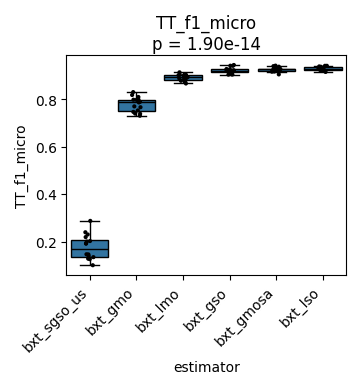 TT_f1_micro
p = 1.90e-14
TT_f1_micro
0.8
0.6
0.4
0.2
bxt_sgso_us
bxt_gmo
bxt_lmo
bxt_gso
bxt_gmosa
bxt_lso
estimator